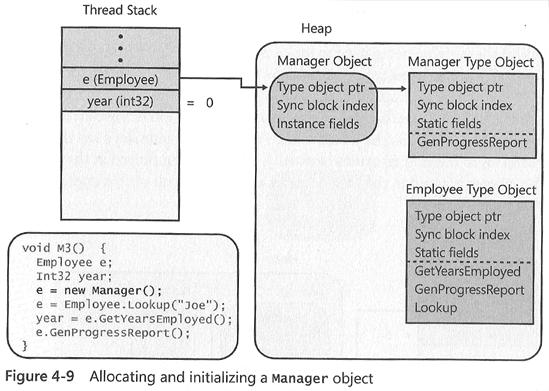 Thread Stack
e (Employee)
year (int32)
= 0
Heap
Manager Object
Type object ptr
Sync block index
Instance fields
Manager Type Object
Type object ptr
Sync block index
Static fields
GenProgressReport
Employee Type Object
Type object ptr
Sync block index
Static fields
GetYearsEmployed
GenProgressReport
Lookup
void M3() {
Employee e;
Int32 year;
e = new Manager();
e = Employee.Lookup("Joe");
year = e.GetYearsEmployed();
e.GenProgressReport();
}
Figure 4-9 Allocating and initializing a Manager object